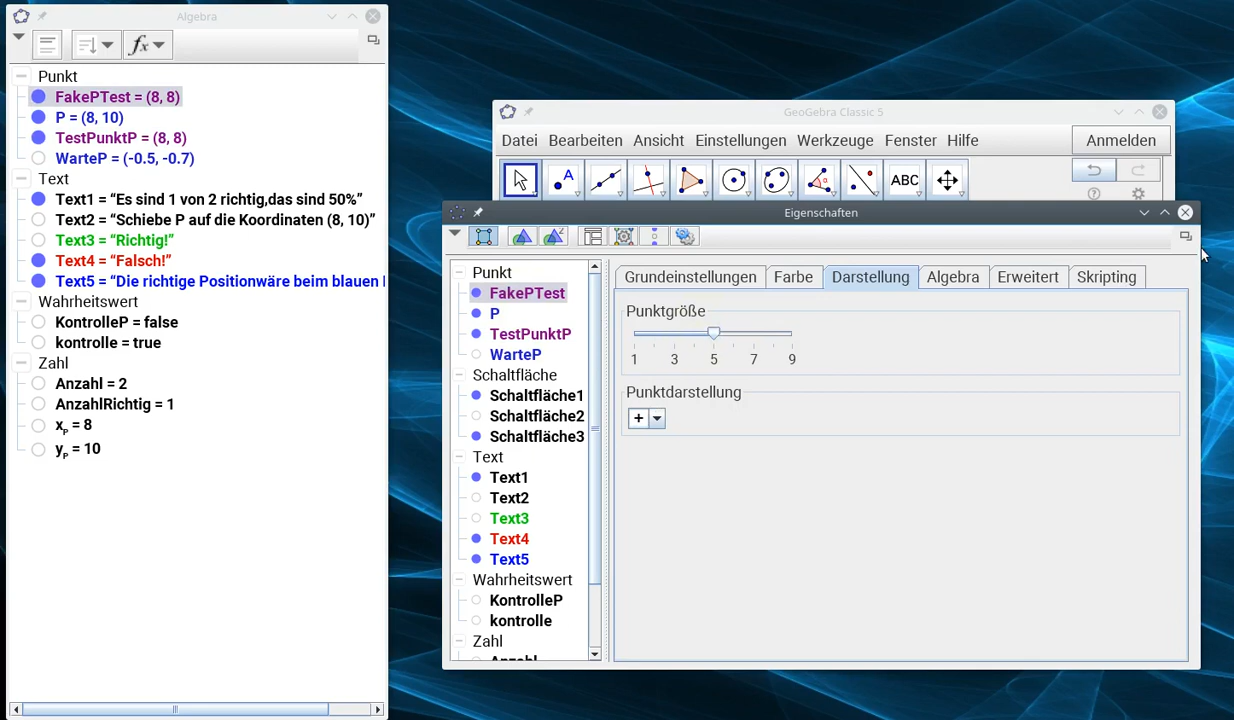 Algebra
fx
Punkt
FakePTest = (8, 8)
P = (8, 10)
TestPunktP = (8, 8)
WarteP = (-0.5, -0.7)
Text
Text1 = “Es sind 1 von 2 richtig,das sind 50%”
Text2 = “Schiebe P auf die Koordinaten (8, 10)”
Text3 = “Richtig!”
Text4 = “Falsch!”
Text5 = “Die richtige Positionwäre beim blauen
Wahrheitswert
KontrolleP = false
kontrolle = true
Zahl
Anzahl = 2
AnzahlRichtig = 1
xP = 8
yP = 10
GeoGebra Classic 5
Datei Bearbeiten Ansicht Einstellungen Werkzeuge Fenster Hilfe Anmelden
A ABC
Eigenschaften
Punkt
FakePTest
P
TestPunktP
WarteP
Schaltfläche
Schaltfläche1
Schaltfläche2
Schaltfläche3
Text
Text1
Text2
Text3
Text4
Text5
Wahrheitswert
KontrolleP
kontrolle
Zahl
Anzahl
Grundeinstellungen Farbe Darstellung Algebra Erweitert Skripting
Punktgröße
1 3 5 7 9
Punktdarstellung
+